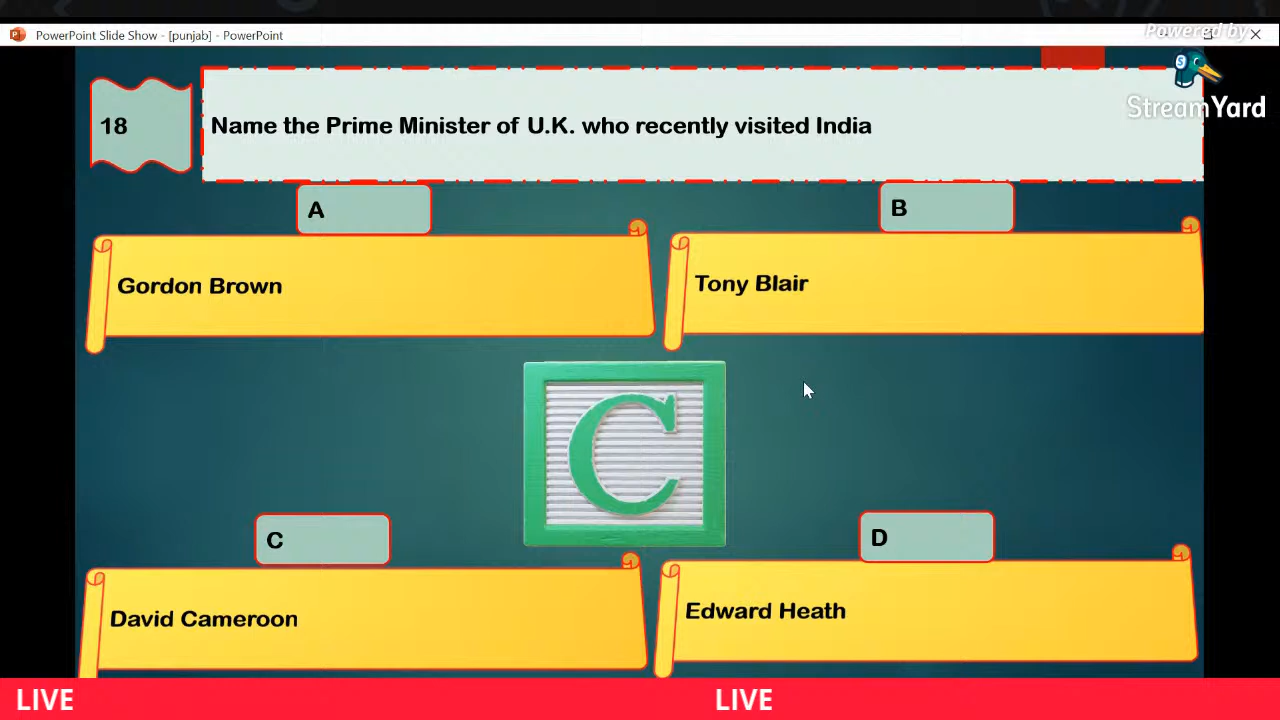 PowerPoint Slide Show - [punjab] - PowerPoint
Powered by
StreamYard
18
Name the Prime Minister of U.K. who recently visited India
A
B
Gordon Brown
Tony Blair
C
C
D
David Cameroon
Edward Heath
LIVE
LIVE